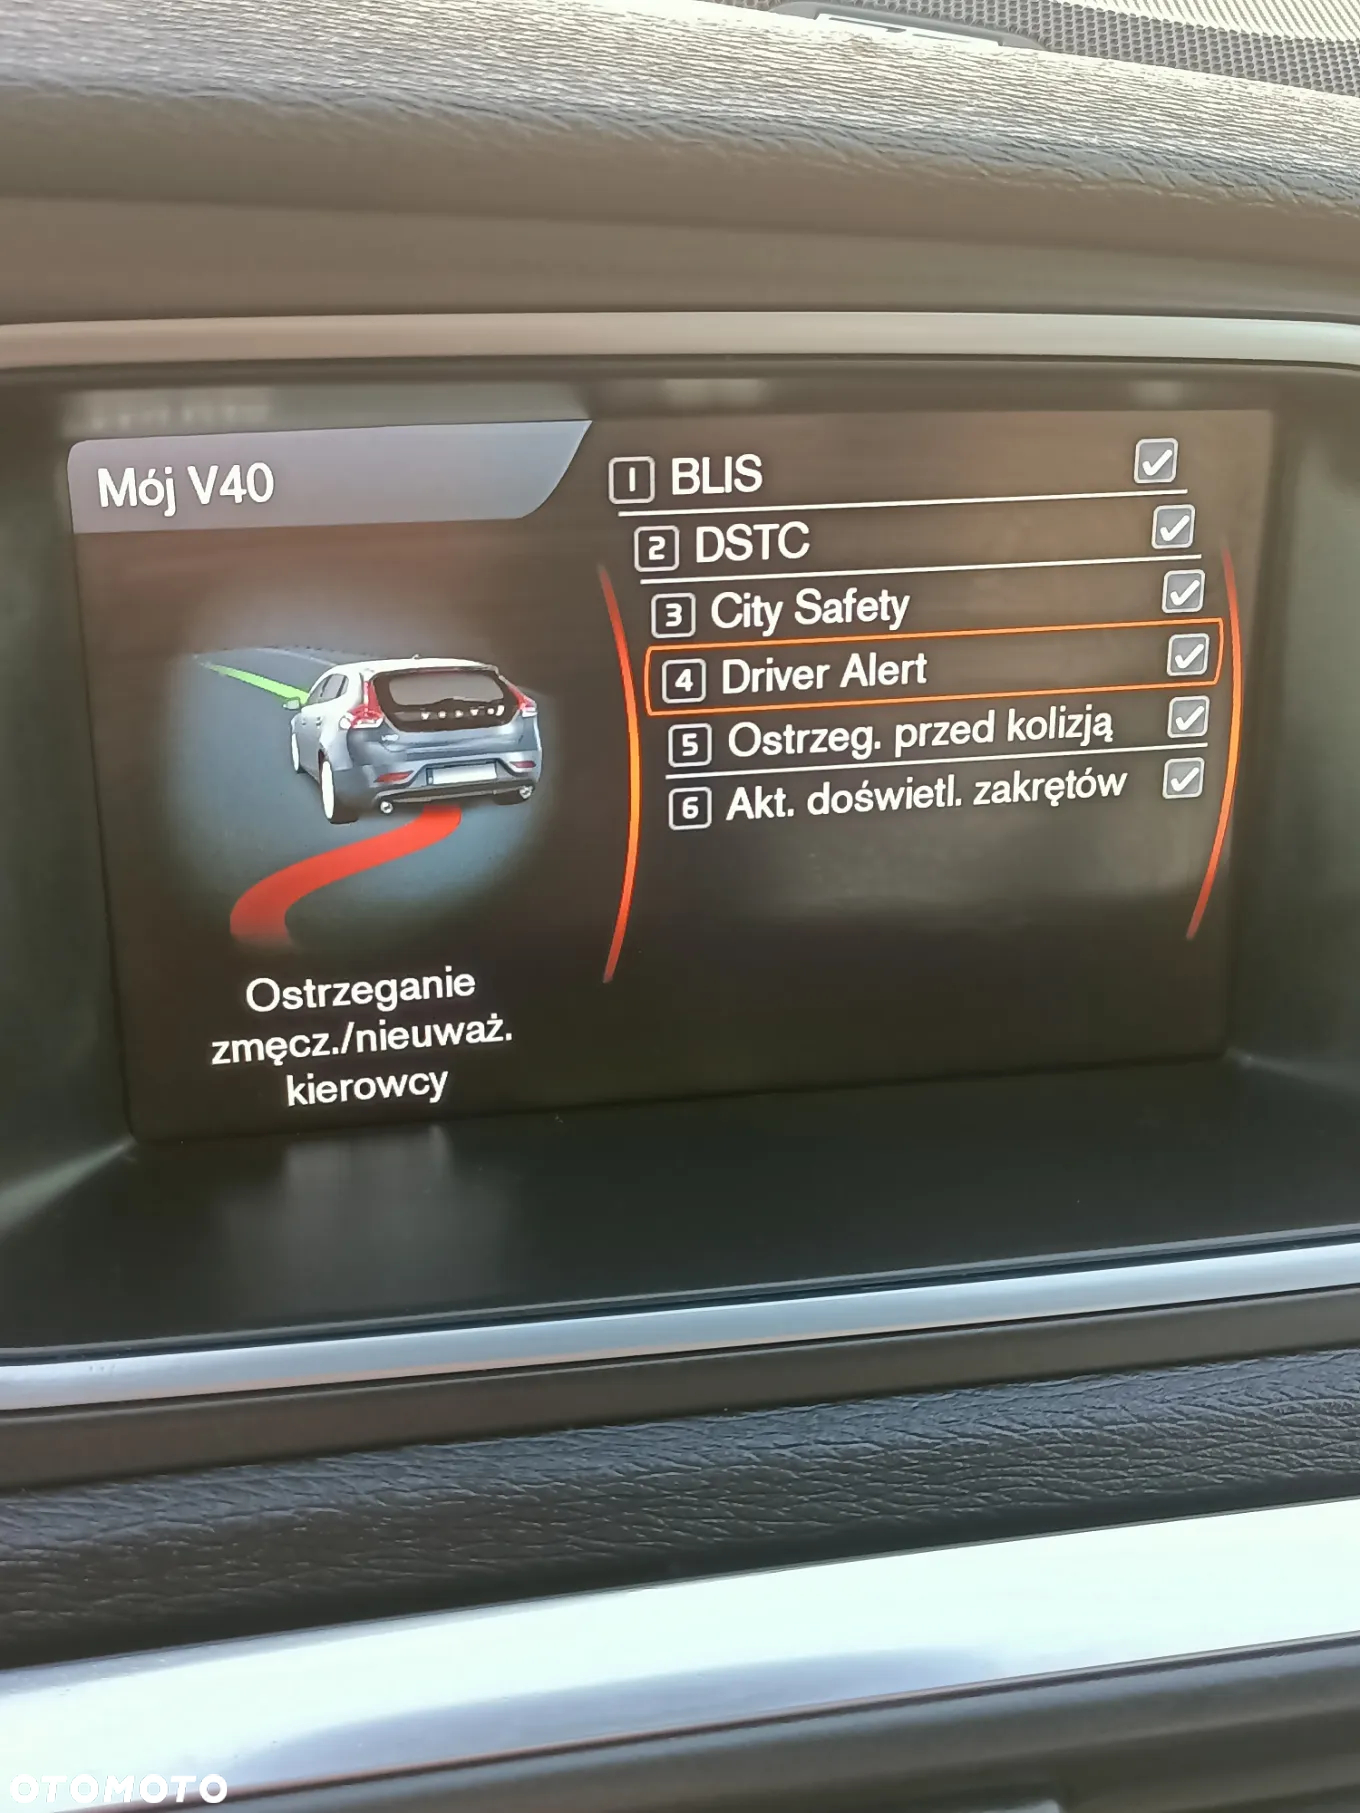 Mój V40
1 BLIS
2 DSTC
3 City Safety
4 Driver Alert
5 Ostrzeg. przed kolizją
6 Akt. doświetl. zakrętów
VOLVO
Ostrzeganie
zmęcz./nieuważ.
kierowcy
OTOMOTO